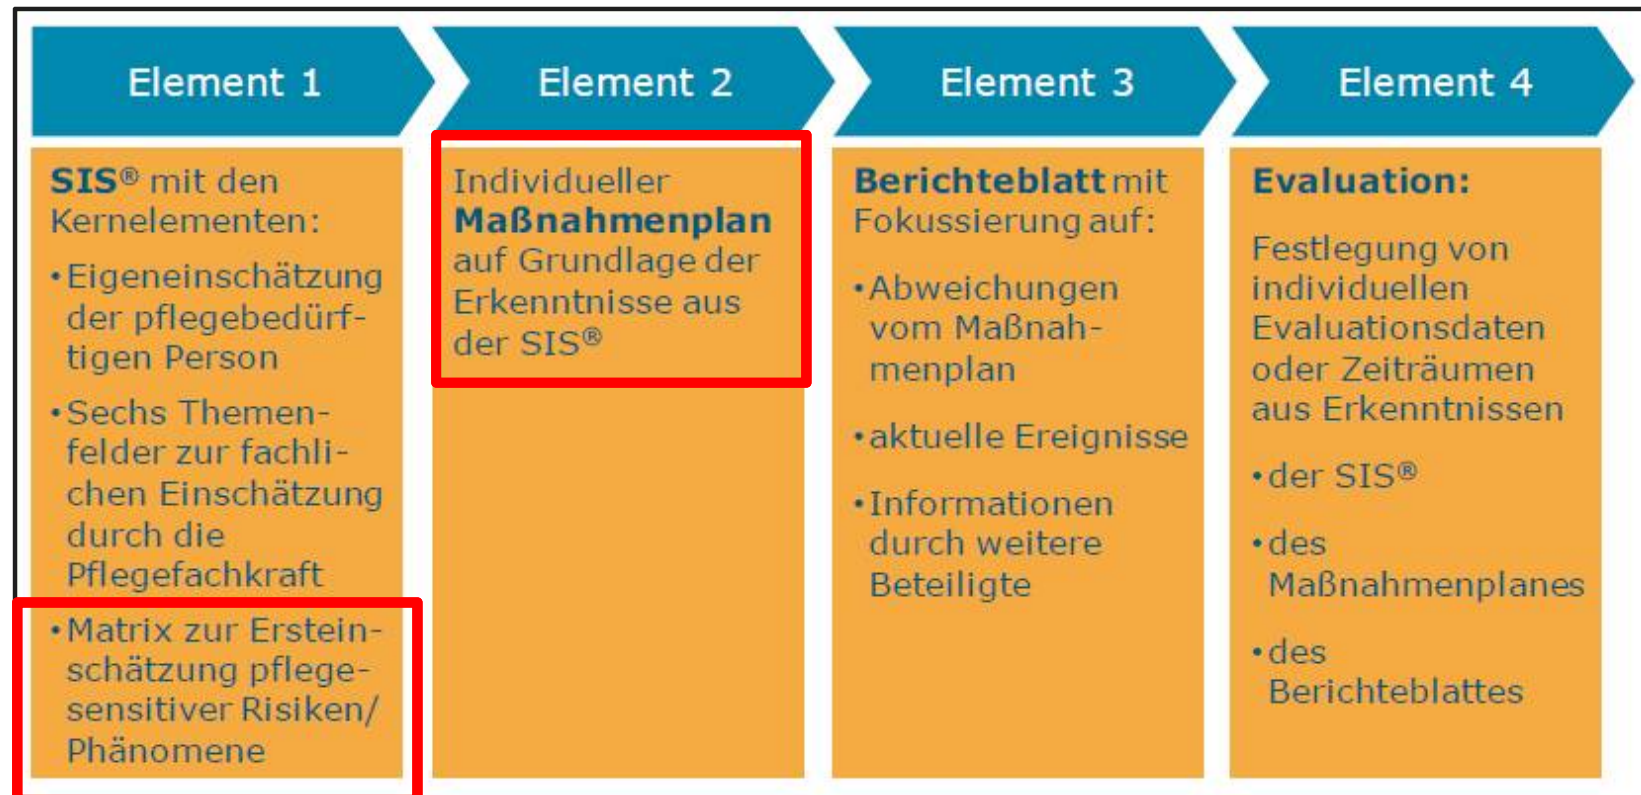 Element 1
Element 2
Element 3
Element 4
SIS® mit den
Kernelementen:
•Eigeneinschätzung
der pflegebedürf-
tigen Person
•Sechs Themen-
felder zur fachli-
chen Einschätzung
durch die
Pflegefachkraft
•Matrix zur Erstein-
schätzung pflege-
sensitiver Risiken/
Phänomene
Individueller
Maßnahmenplan
auf Grundlage der
Erkenntnisse aus
der SIS®
Berichteblatt mit
Fokussierung auf:
•Abweichungen
vom Maßnah-
menplan
•aktuelle Ereignisse
•Informationen
durch weitere
Beteiligte
Evaluation:
Festlegung von
individuellen
Evaluationsdaten
oder Zeiträumen
aus Erkenntnissen
•der SIS®
•des
Maßnahmenplanes
•des
Berichteblattes